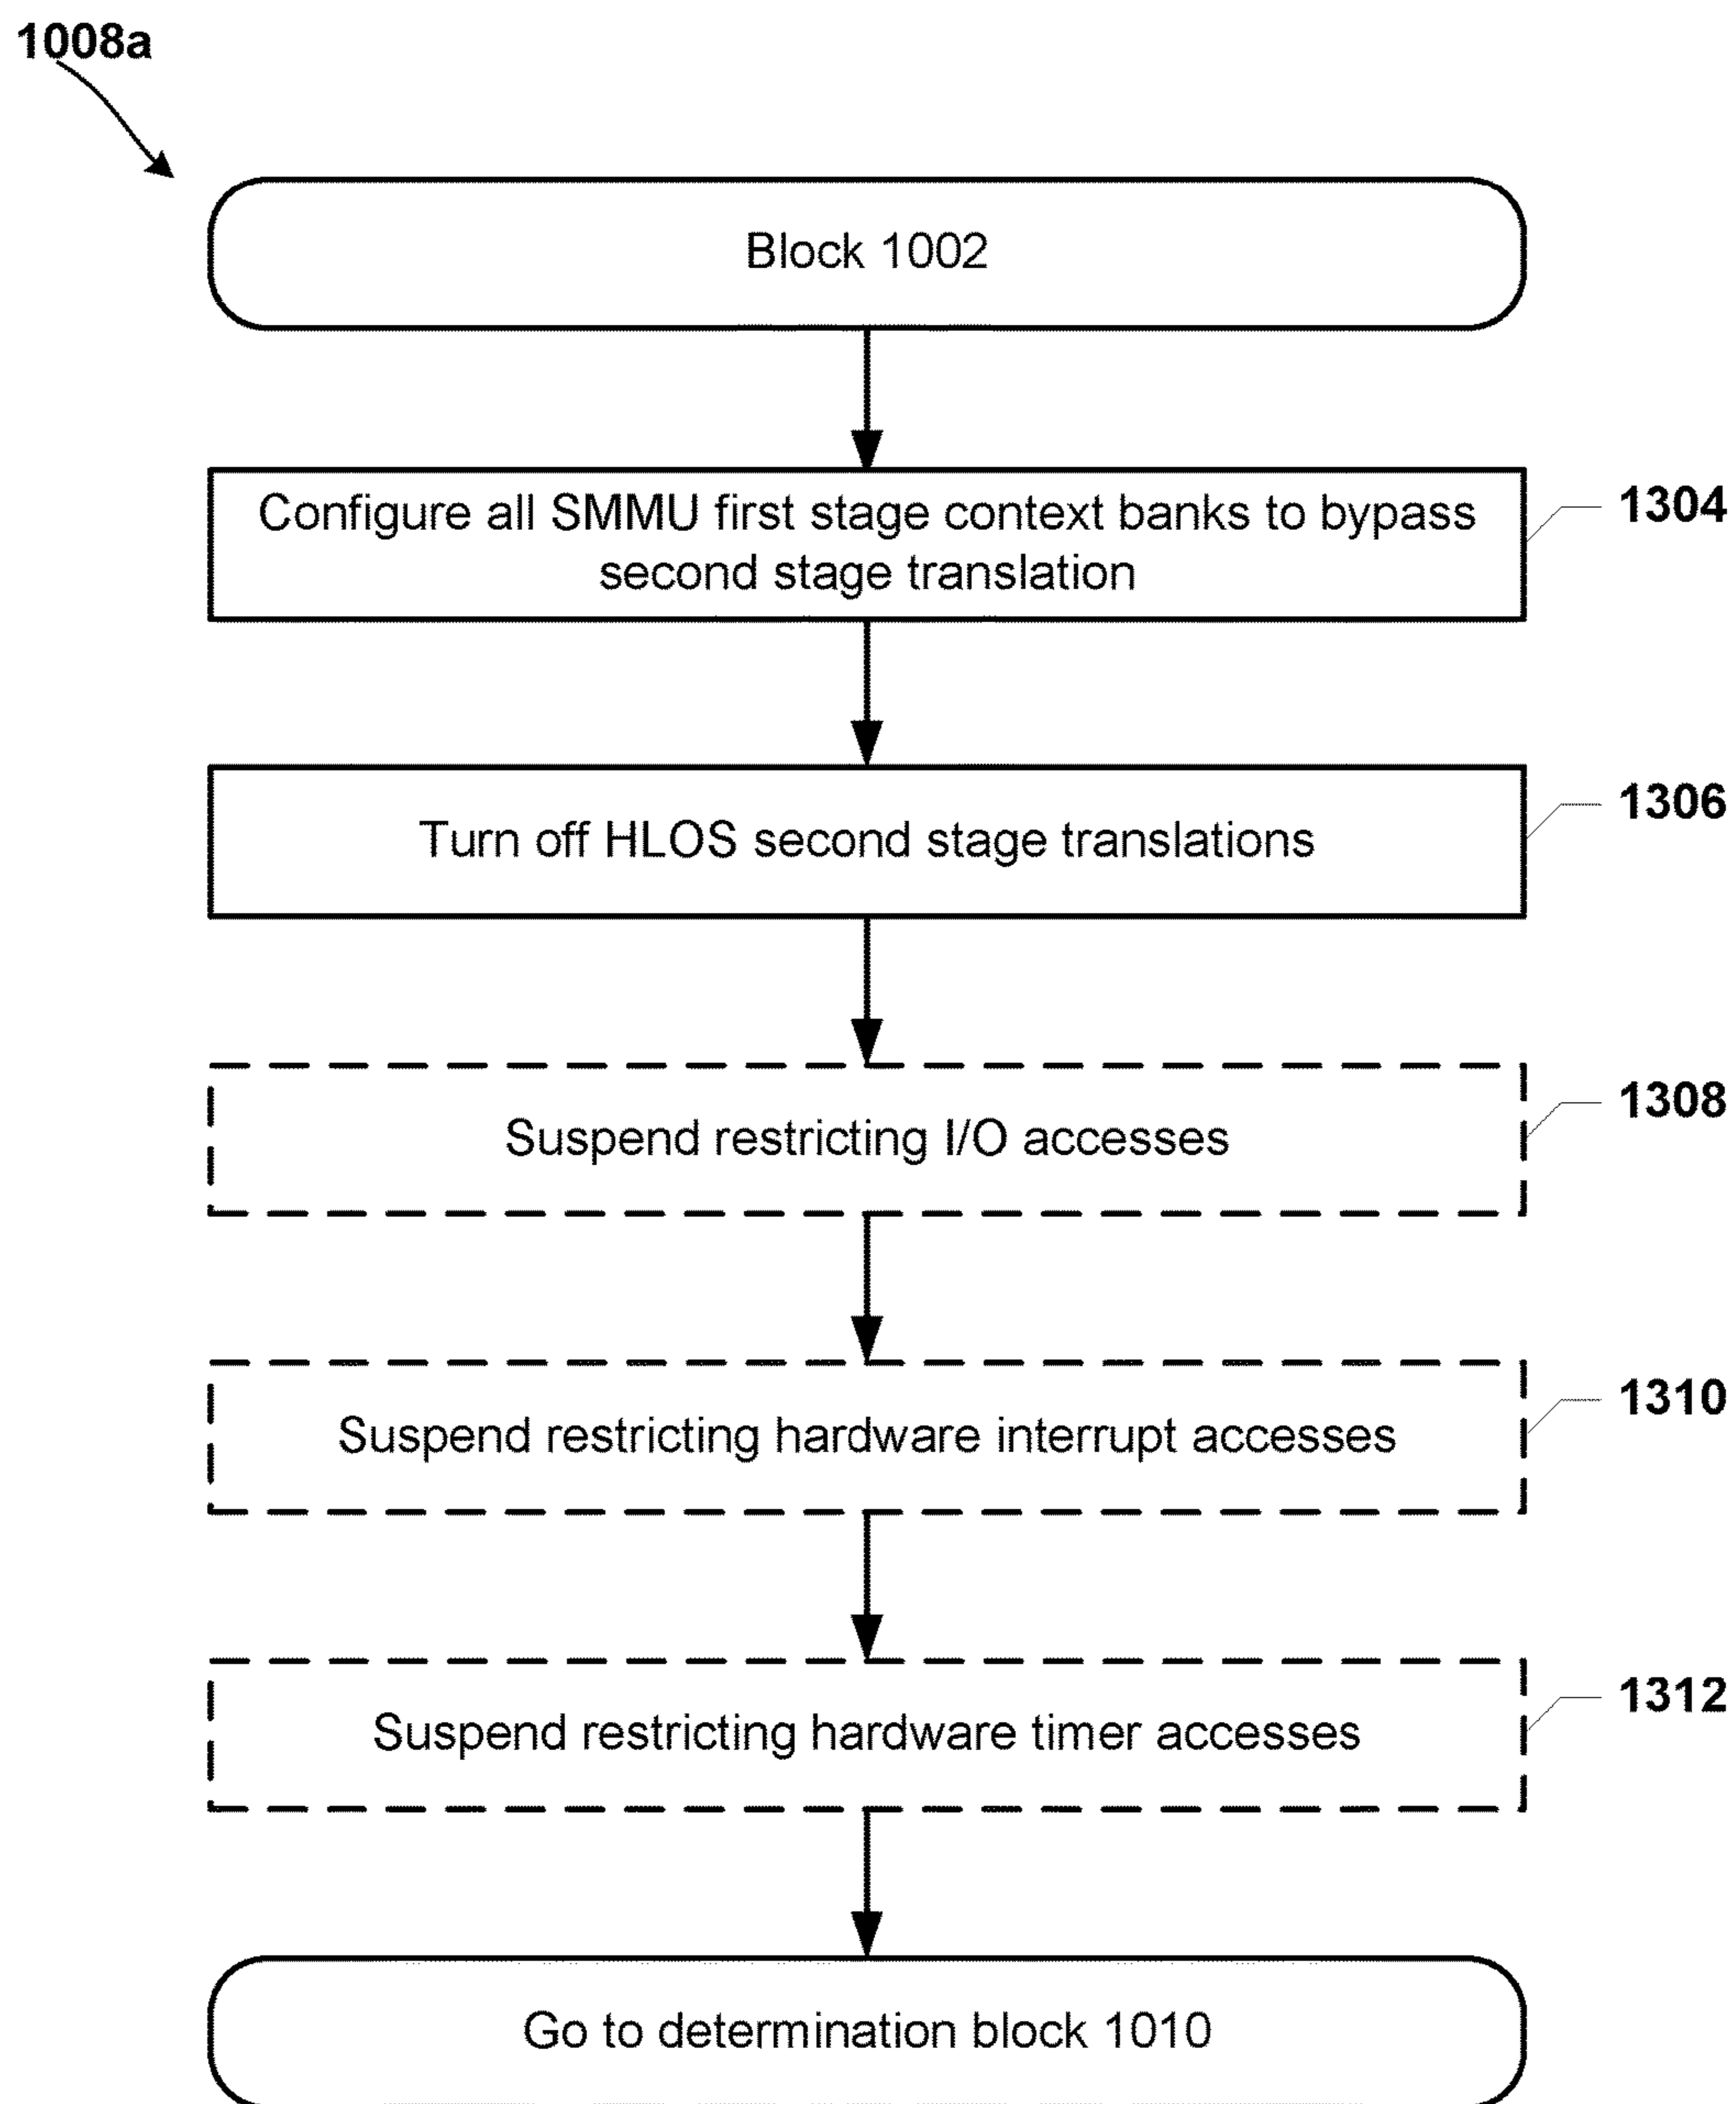 1008a
Block 1002
Configure all SMMU first stage context banks to bypass
second stage translation
1304
Turn off HLOS second stage translations
1306
Suspend restricting I/O accesses
1308
Suspend restricting hardware interrupt accesses
1310
Suspend restricting hardware timer accesses
1312
Go to determination block 1010